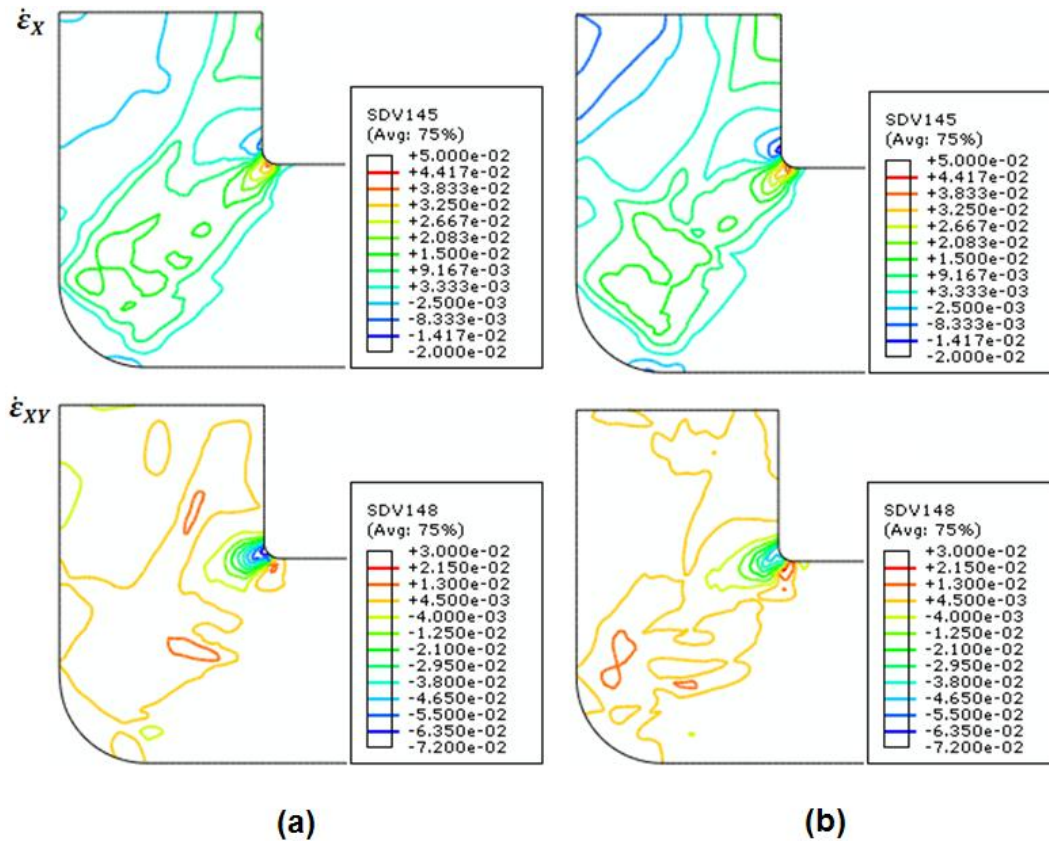 ε̇X
SDV145
(Avg: 75%)
+5.000e-02
+4.417e-02
+3.833e-02
+3.250e-02
+2.667e-02
+2.083e-02
+1.500e-02
+9.167e-03
+3.333e-03
-2.500e-03
-8.333e-03
-1.417e-02
-2.000e-02
SDV145
(Avg: 75%)
+5.000e-02
+4.417e-02
+3.833e-02
+3.250e-02
+2.667e-02
+2.083e-02
+1.500e-02
+9.167e-03
+3.333e-03
-2.500e-03
-8.333e-03
-1.417e-02
-2.000e-02
ε̇XY
SDV148
(Avg: 75%)
+3.000e-02
+2.150e-02
+1.300e-02
+4.500e-03
-4.000e-03
-1.250e-02
-2.100e-02
-2.950e-02
-3.800e-02
-4.650e-02
-5.500e-02
-6.350e-02
-7.200e-02
SDV148
(Avg: 75%)
+3.000e-02
+2.150e-02
+1.300e-02
+4.500e-03
-4.000e-03
-1.250e-02
-2.100e-02
-2.950e-02
-3.800e-02
-4.650e-02
-5.500e-02
-6.350e-02
-7.200e-02
(a)
(b)